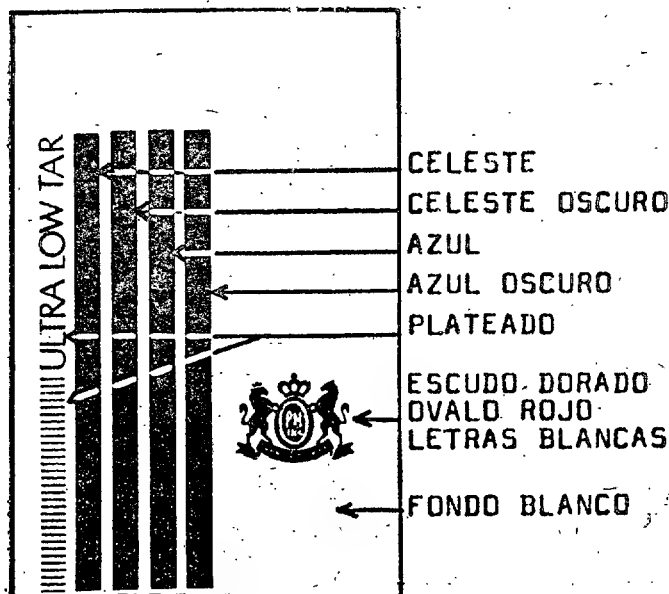 ULTRA LOW TAR
CELESTE
CELESTE OSCURO
AZUL
AZUL OSCURO
PLATEADO
ESCUDO DORADO
OVALO ROJO
LETRAS BLANCAS
FONDO BLANCO